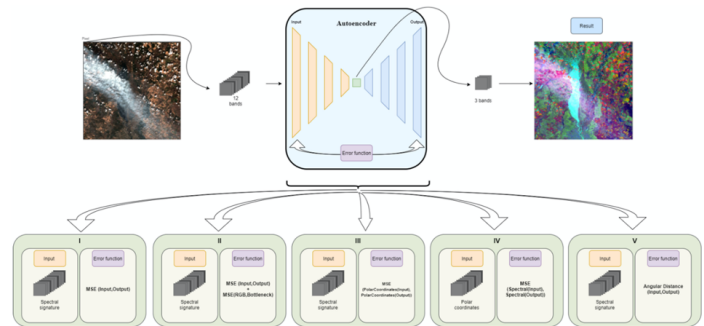 Pixel
12
bands
Autoencoder
Input
Output
Error function
3 bands
Result
I
Input
Spectral
signature
Error function
MSE (Input,Output)
II
Input
Spectral
signature
Error function
MSE (Input,Output)
+
MSE(RGB,Bottleneck)
III
Input
Spectral
signature
Error function
MSE
(PolarCoordinates(Input),
PolarCoordinates(Output))
IV
Input
Polar
coordinates
Error function
MSE
(Spectral(Input),
Spectral(Output))
V
Input
Spectral
signature
Error function
Angular Distance
(Input,Output)